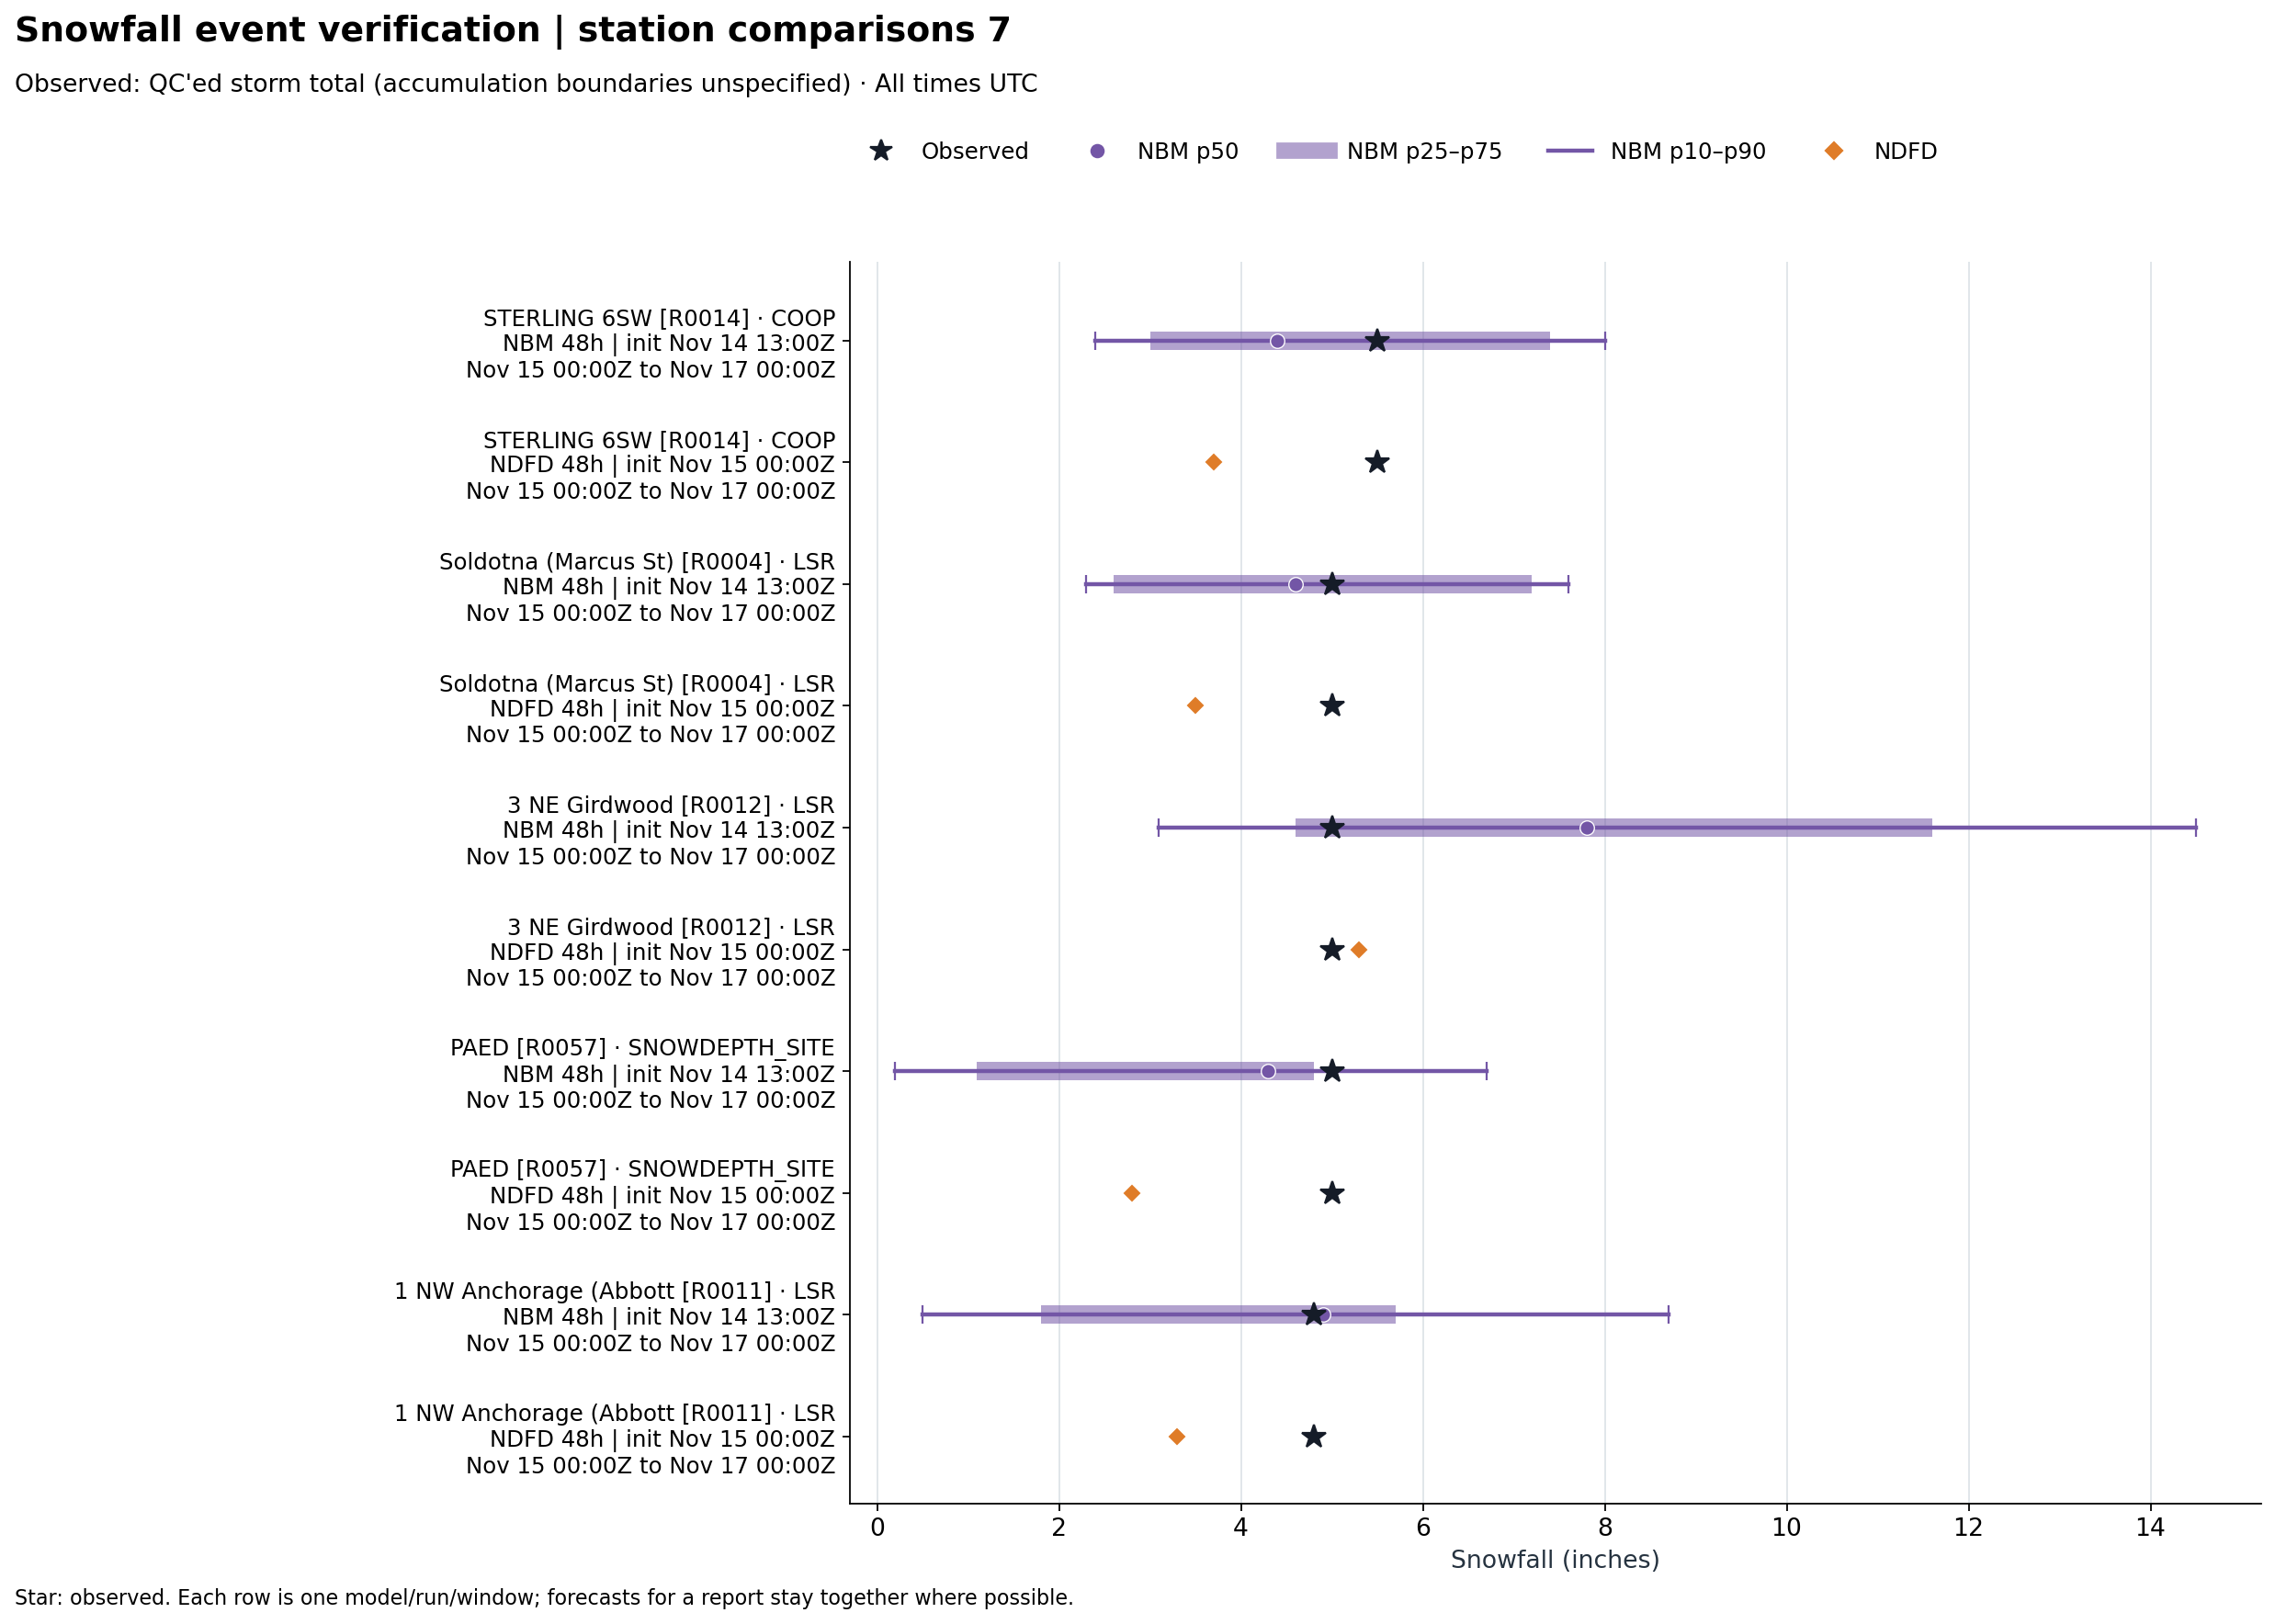 Snowfall event verification | station comparisons 7
Observed: QC'ed storm total (accumulation boundaries unspecified) · All times UTC
Observed NBM p50 NBM p25–p75 NBM p10–p90 NDFD
STERLING 6SW [R0014] · COOP
NBM 48h | init Nov 14 13:00Z
Nov 15 00:00Z to Nov 17 00:00Z
STERLING 6SW [R0014] · COOP
NDFD 48h | init Nov 15 00:00Z
Nov 15 00:00Z to Nov 17 00:00Z
Soldotna (Marcus St) [R0004] · LSR
NBM 48h | init Nov 14 13:00Z
Nov 15 00:00Z to Nov 17 00:00Z
Soldotna (Marcus St) [R0004] · LSR
NDFD 48h | init Nov 15 00:00Z
Nov 15 00:00Z to Nov 17 00:00Z
3 NE Girdwood [R0012] · LSR
NBM 48h | init Nov 14 13:00Z
Nov 15 00:00Z to Nov 17 00:00Z
3 NE Girdwood [R0012] · LSR
NDFD 48h | init Nov 15 00:00Z
Nov 15 00:00Z to Nov 17 00:00Z
PAED [R0057] · SNOWDEPTH_SITE
NBM 48h | init Nov 14 13:00Z
Nov 15 00:00Z to Nov 17 00:00Z
PAED [R0057] · SNOWDEPTH_SITE
NDFD 48h | init Nov 15 00:00Z
Nov 15 00:00Z to Nov 17 00:00Z
1 NW Anchorage (Abbott [R0011] · LSR
NBM 48h | init Nov 14 13:00Z
Nov 15 00:00Z to Nov 17 00:00Z
1 NW Anchorage (Abbott [R0011] · LSR
NDFD 48h | init Nov 15 00:00Z
Nov 15 00:00Z to Nov 17 00:00Z
0 2 4 6 8 10 12 14
Snowfall (inches)
Star: observed. Each row is one model/run/window; forecasts for a report stay together where possible.